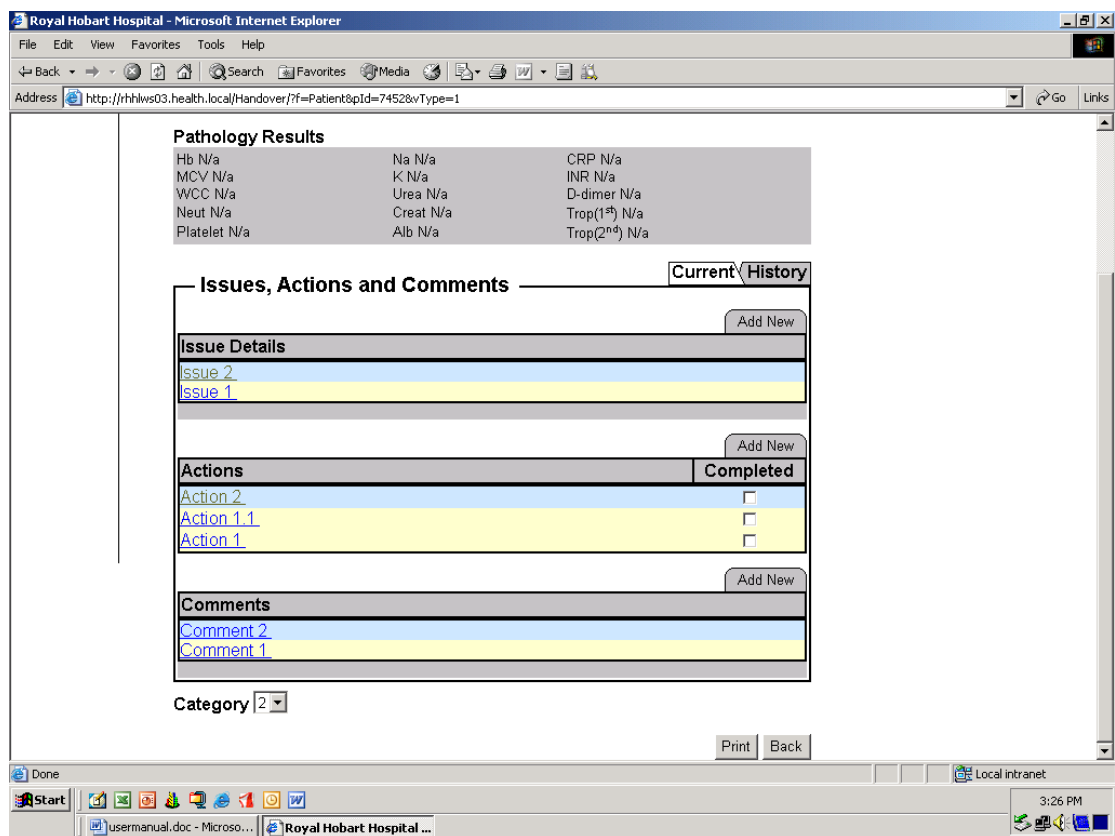 Royal Hobart Hospital - Microsoft Internet Explorer
File Edit View Favorites Tools Help
Back Search Favorites Media
Address http://rhhlws03.health.local/Handover/?f=Patient&pId=7452&vType=1 Go Links
Pathology Results
Hb N/a Na N/a CRP N/a
MCV N/a K N/a INR N/a
WCC N/a Urea N/a D-dimer N/a
Neut N/a Creat N/a Trop(1st) N/a
Platelet N/a Alb N/a Trop(2nd) N/a
Current History
Issues, Actions and Comments
Add New
Issue Details
Issue 2
Issue 1
Add New
Actions Completed
Action 2
Action 1.1
Action 1
Add New
Comments
Comment 2
Comment 1
Category 2
Print Back
Done Local intranet
Start 3:26 PM
usermanual.doc - Microso... Royal Hobart Hospital ...